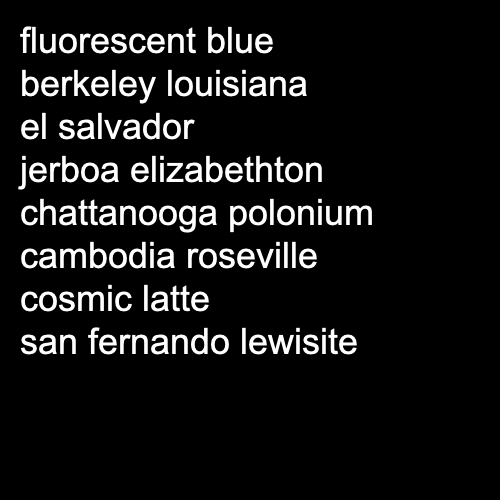 fluorescent blue
berkeley louisiana
el salvador
jerboa elizabethton
chattanooga polonium
cambodia roseville
cosmic latte
san fernando lewisite